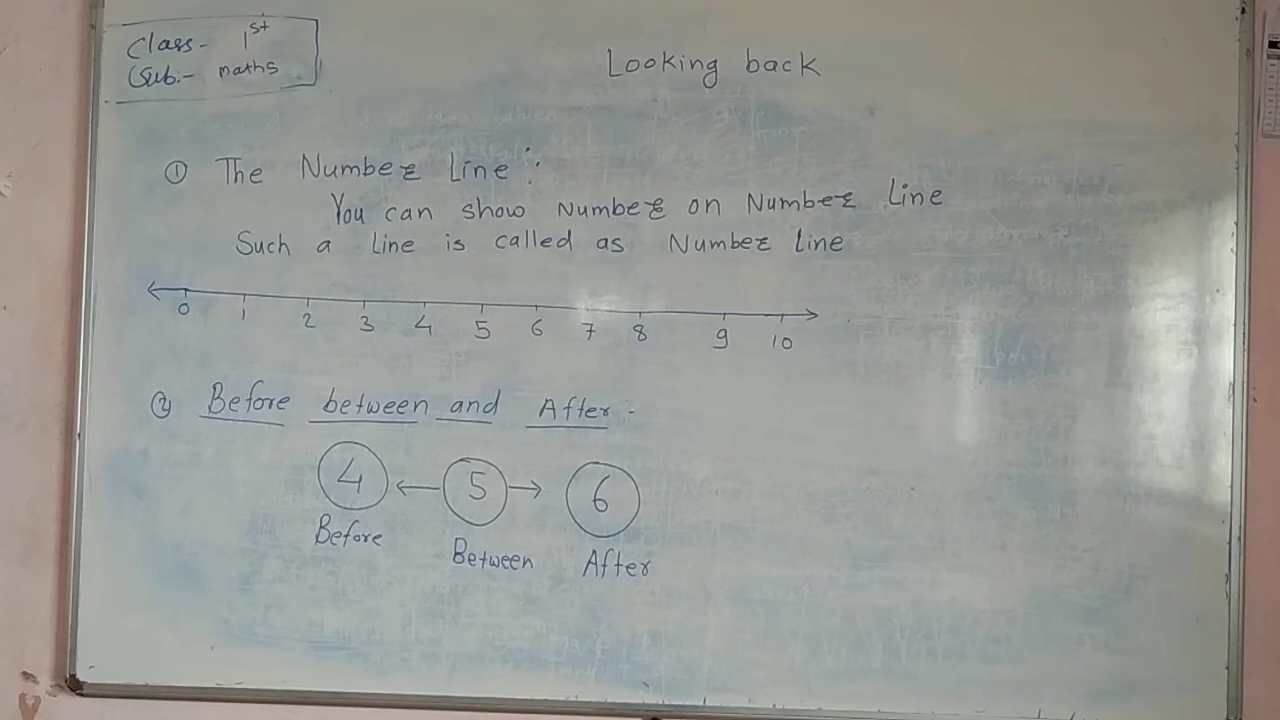 Class- 1st
Sub.- maths
Looking back
① The Number Line :
You can show Number on Number Line
Such a Line is called as Number line
0 1 2 3 4 5 6 7 8 9 10
② Before between and After :-
4 ← 5 → 6
Before Between After